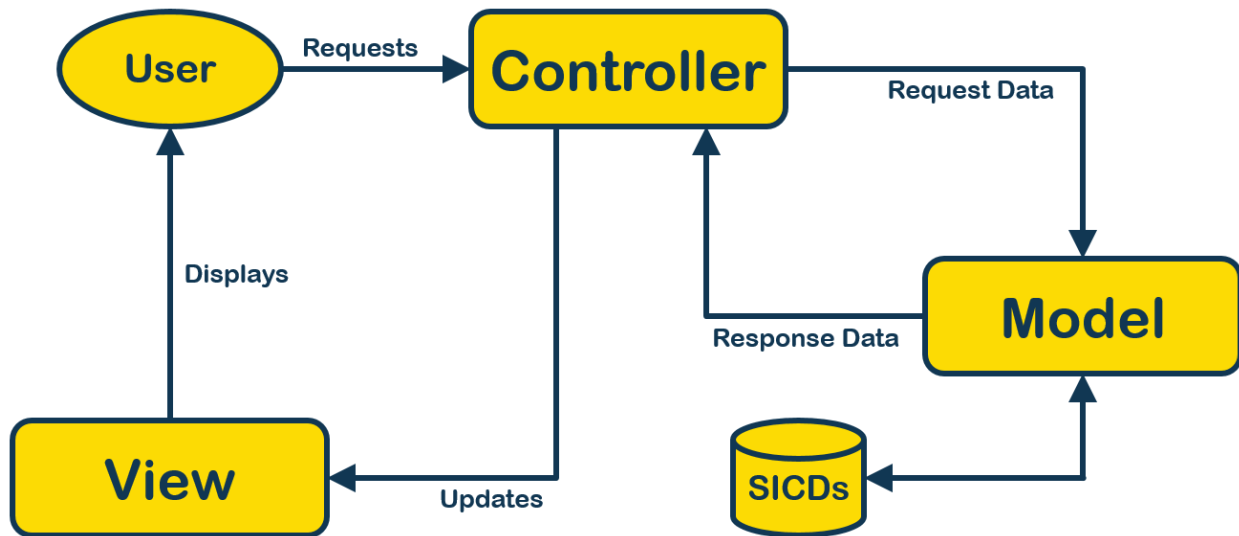 User
Requests
Controller
Request Data
Displays
Response Data
Model
View
Updates
SICDs